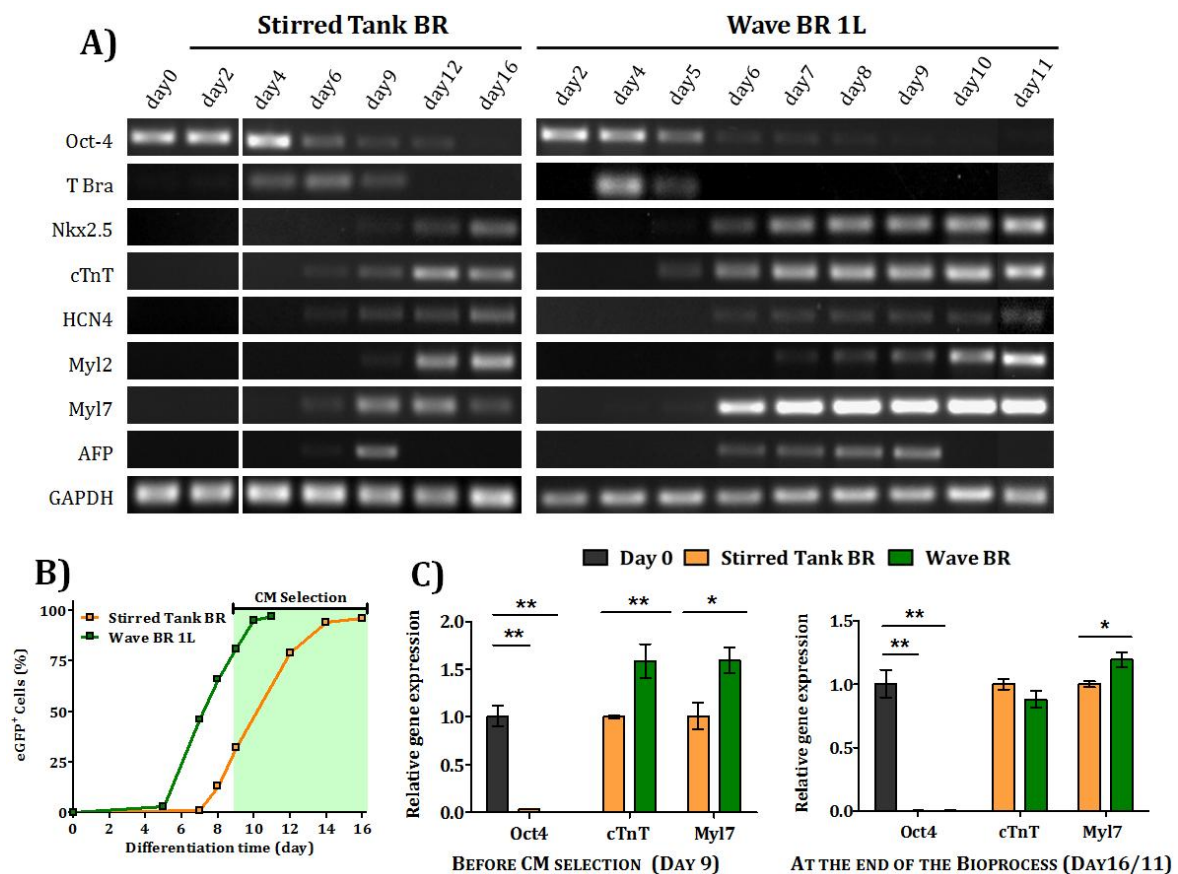 A)
Stirred Tank BR
Wave BR 1L
day0 day2 day4 day6 day9 day12 day16
day2 day4 day5 day6 day7 day8 day9 day10 day11
Oct-4
T Bra
Nkx2.5
cTnT
HCN4
Myl2
Myl7
AFP
GAPDH
B)
CM Selection
Stirred Tank BR
Wave BR 1L
eGFP+Cells (%)
100
75
50
25
0
0 2 4 6 8 10 12 14 16
Differentiation time (day)
C)
Day 0 Stirred Tank BR Wave BR
Relative gene expression
2.0
1.5
1.0
0.5
0.0
** ** *
**
Oct4 cTnT Myl7
BEFORE CM SELECTION (DAY 9)
Relative gene expression
1.5
1.0
0.5
0.0
** *
**
Oct4 cTnT Myl7
AT THE END OF THE BIOPROCESS (DAY16/11)